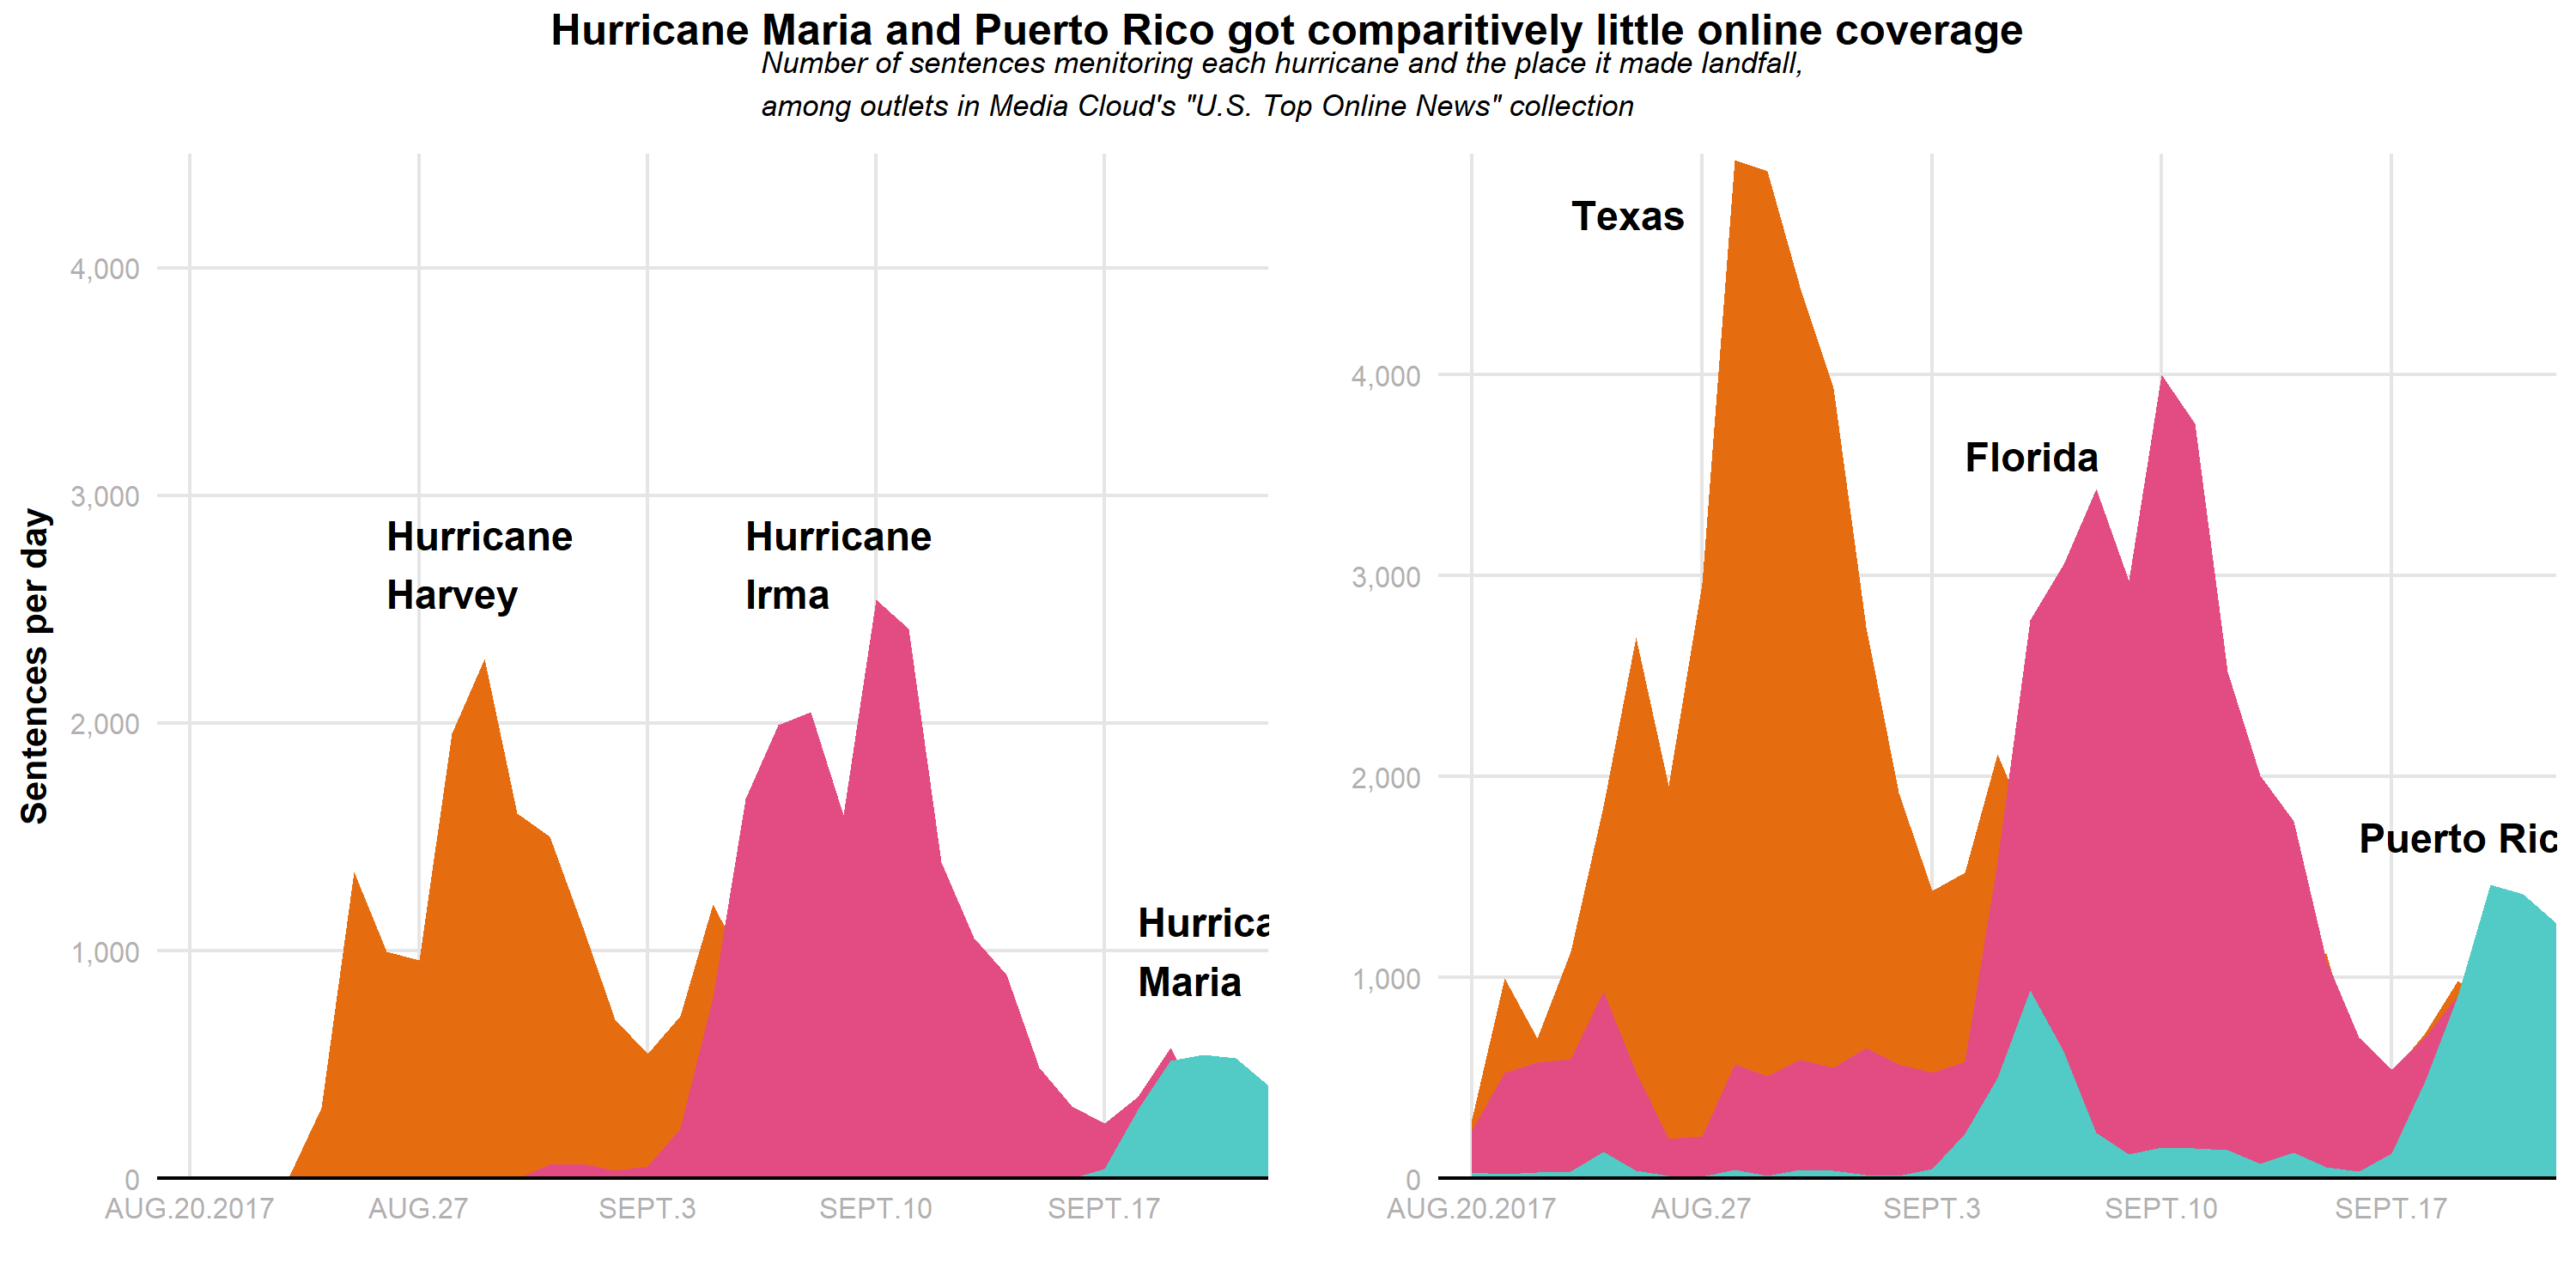 Hurricane Maria and Puerto Rico got comparitively little online coverage
Number of sentences menitoring each hurricane and the place it made landfall,
among outlets in Media Cloud's "U.S. Top Online News" collection
Sentences per day
4,000
3,000
2,000
1,000
0
Hurricane
Harvey
Hurricane
Irma
Hurrica
Maria
AUG.20.2017
AUG.27
SEPT.3
SEPT.10
SEPT.17
4,000
3,000
2,000
1,000
0
Texas
Florida
Puerto Ric
AUG.20.2017
AUG.27
SEPT.3
SEPT.10
SEPT.17